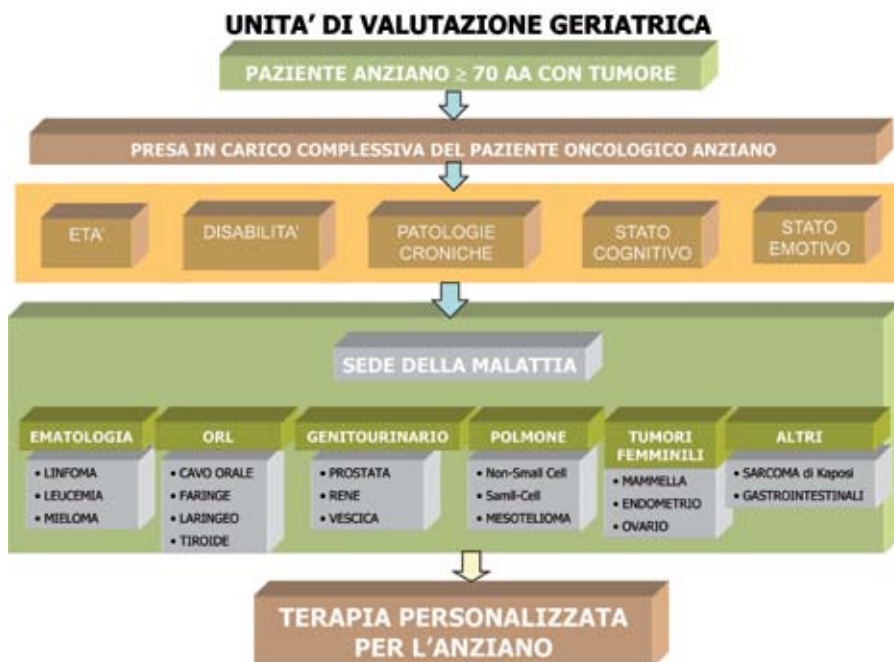 UNITA' DI VALUTAZIONE GERIATRICA
PAZIENTE ANZIANO ≥ 70 AA CON TUMORE
PRESA IN CARICO COMPLESSIVA DEL PAZIENTE ONCOLOGICO ANZIANO
ETA'
DISABILITA'
PATOLOGIE
CRONICHE
STATO
COGNITIVO
STATO
EMOTIVO
SEDE DELLA MALATTIA
EMATOLOGIA
• LINFOMA
• LEUCEMIA
• MIELOMA
ORL
• CAVO ORALE
• FARINGE
• LARINGEO
• TIROIDE
GENITOURINARIO
• PROSTATA
• RENE
• VESCICA
POLMONE
• Non-Small Cell
• Samll-Cell
• MESOTELIOMA
TUMORI
FEMMINILI
• MAMMELLA
• ENDOMETRIO
• OVARIO
ALTRI
• SARCOMA di Kaposi
• GASTROINTESTINALI
TERAPIA PERSONALIZZATA
PER L'ANZIANO